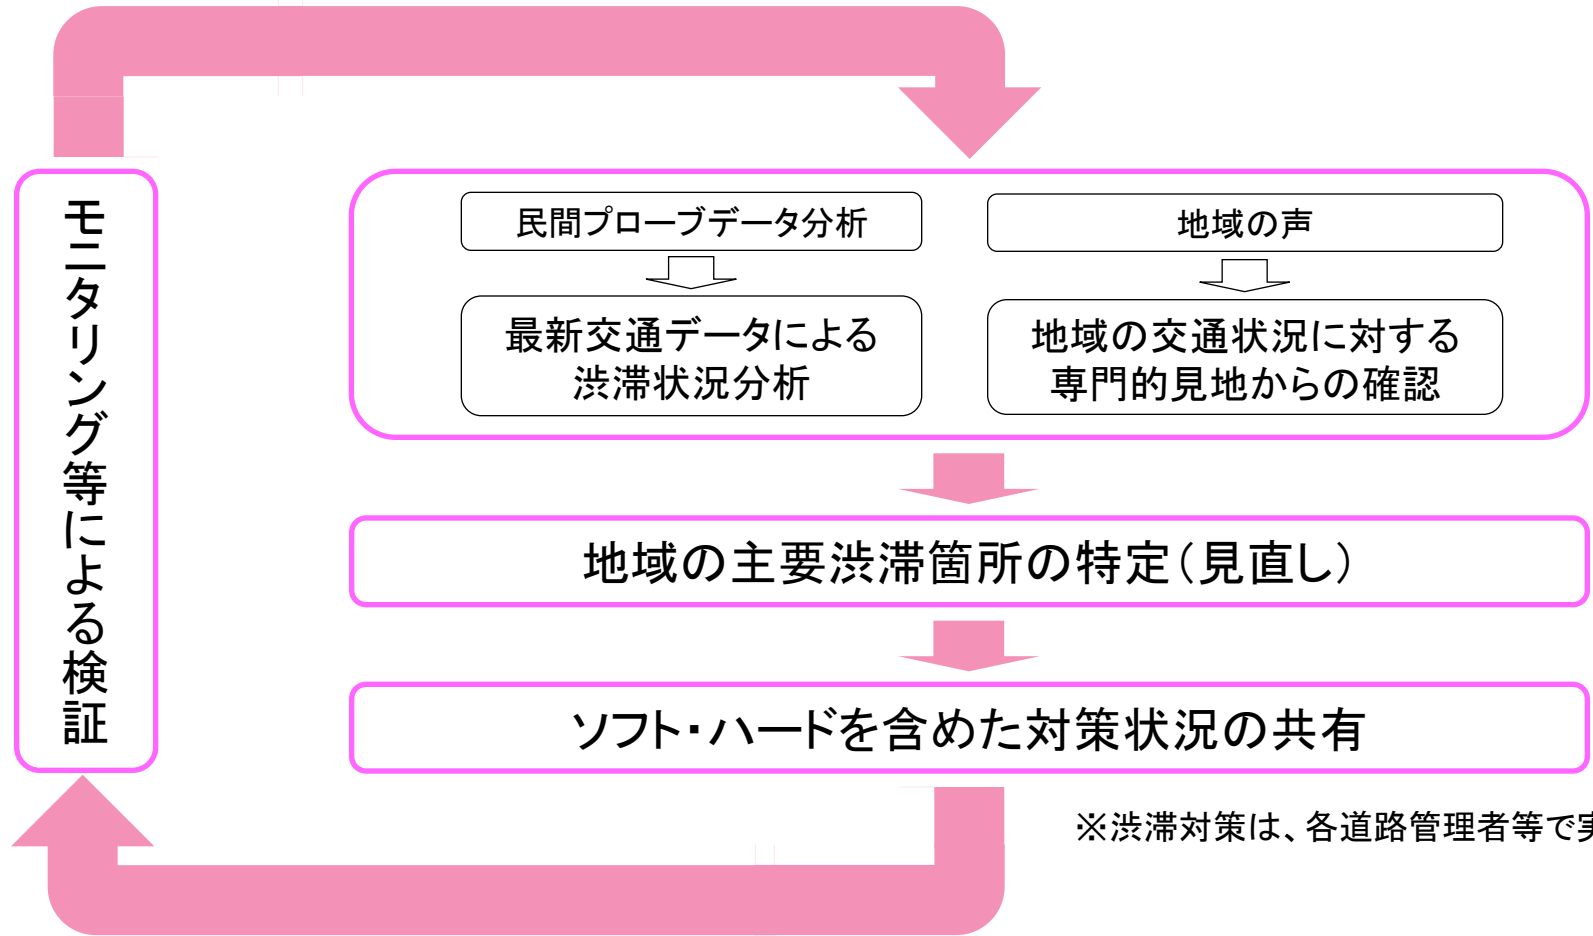 モニタリング等による検証
民間プローブデータ分析
地域の声
最新交通データによる
渋滞状況分析
地域の交通状況に対する
専門的見地からの確認
地域の主要渋滞箇所の特定（見直し）
ソフト・ハードを含めた対策状況の共有
※渋滞対策は、各道路管理者等で